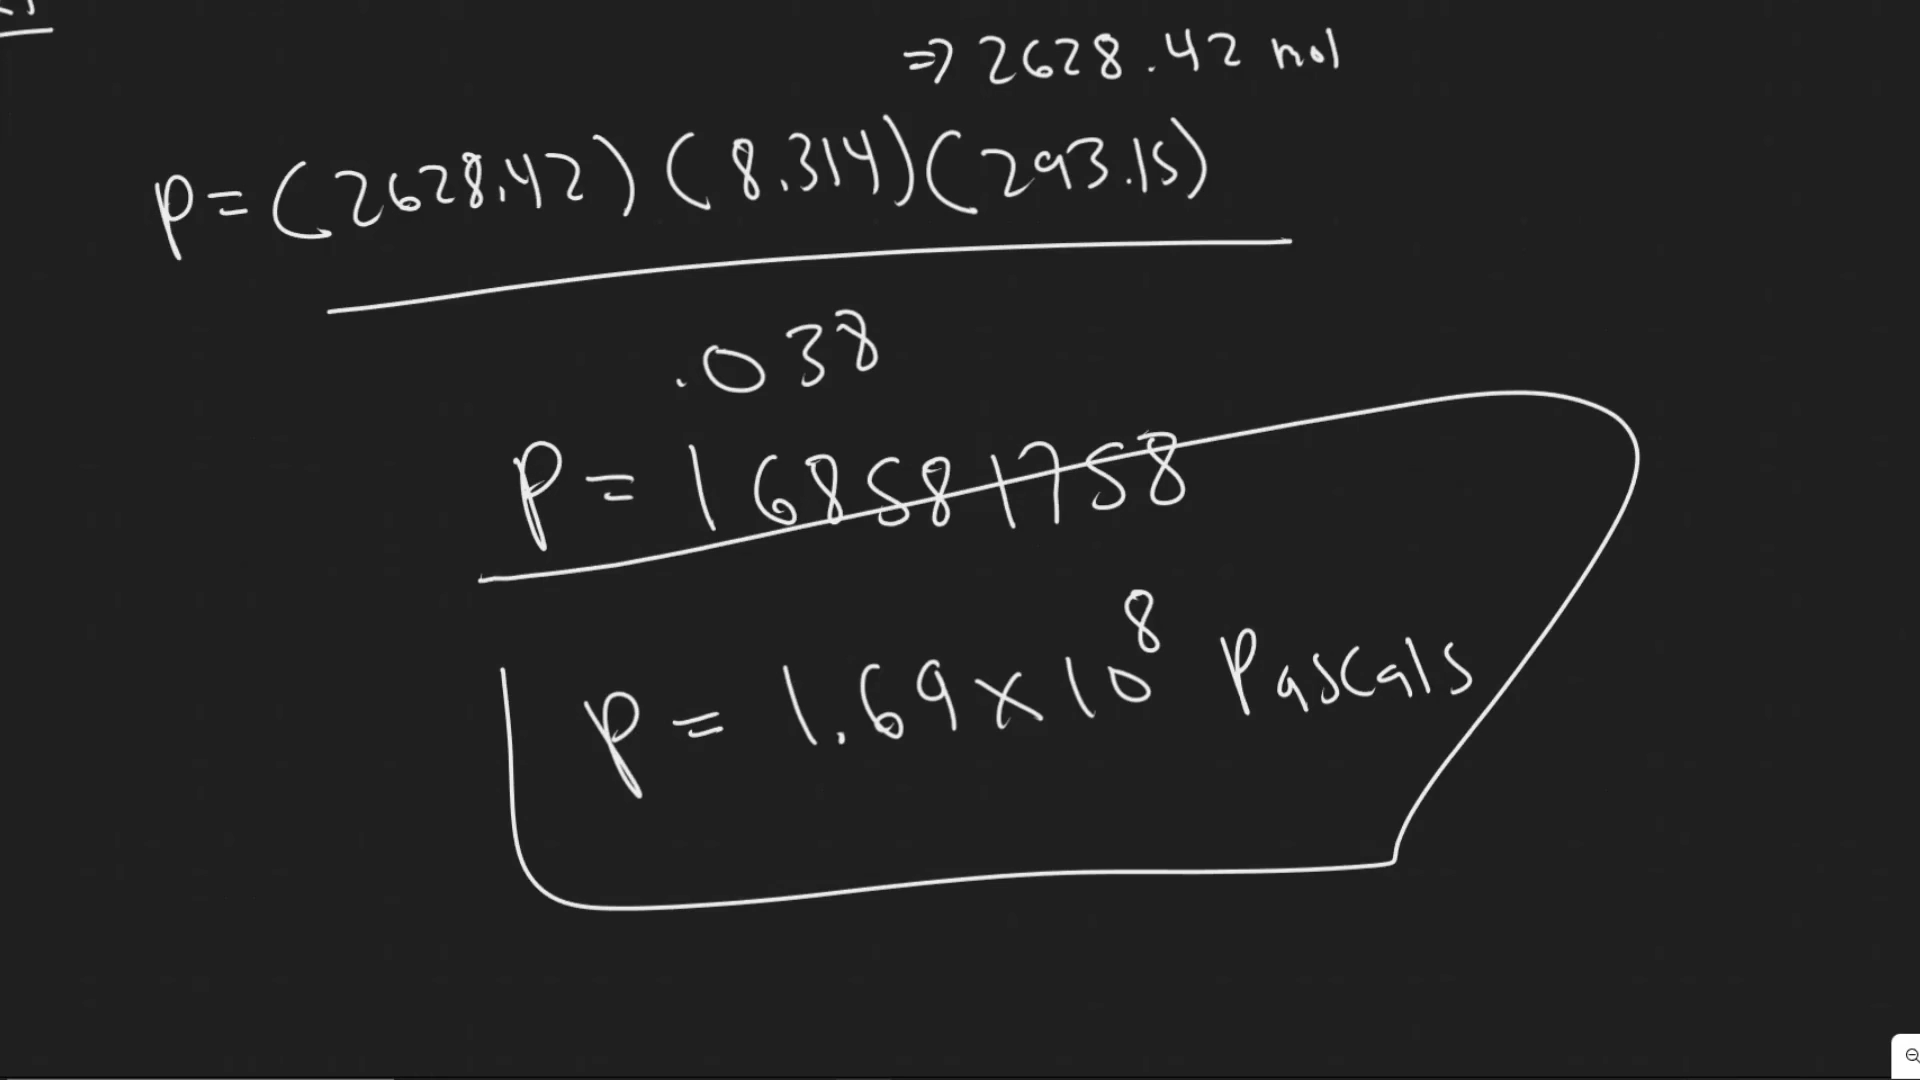 => 2628.42 mol
P = (2628.42) (8.314) (293.15)
.038
P = 168581758
P = 1.69 x 10^8 Pascals